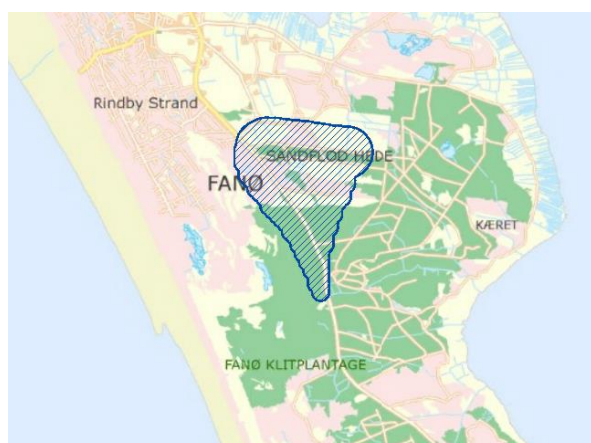 Rindby Strand
SANDFLOD HEDE
FANØ
KÆRET
FANØ KLITPLANTAGE